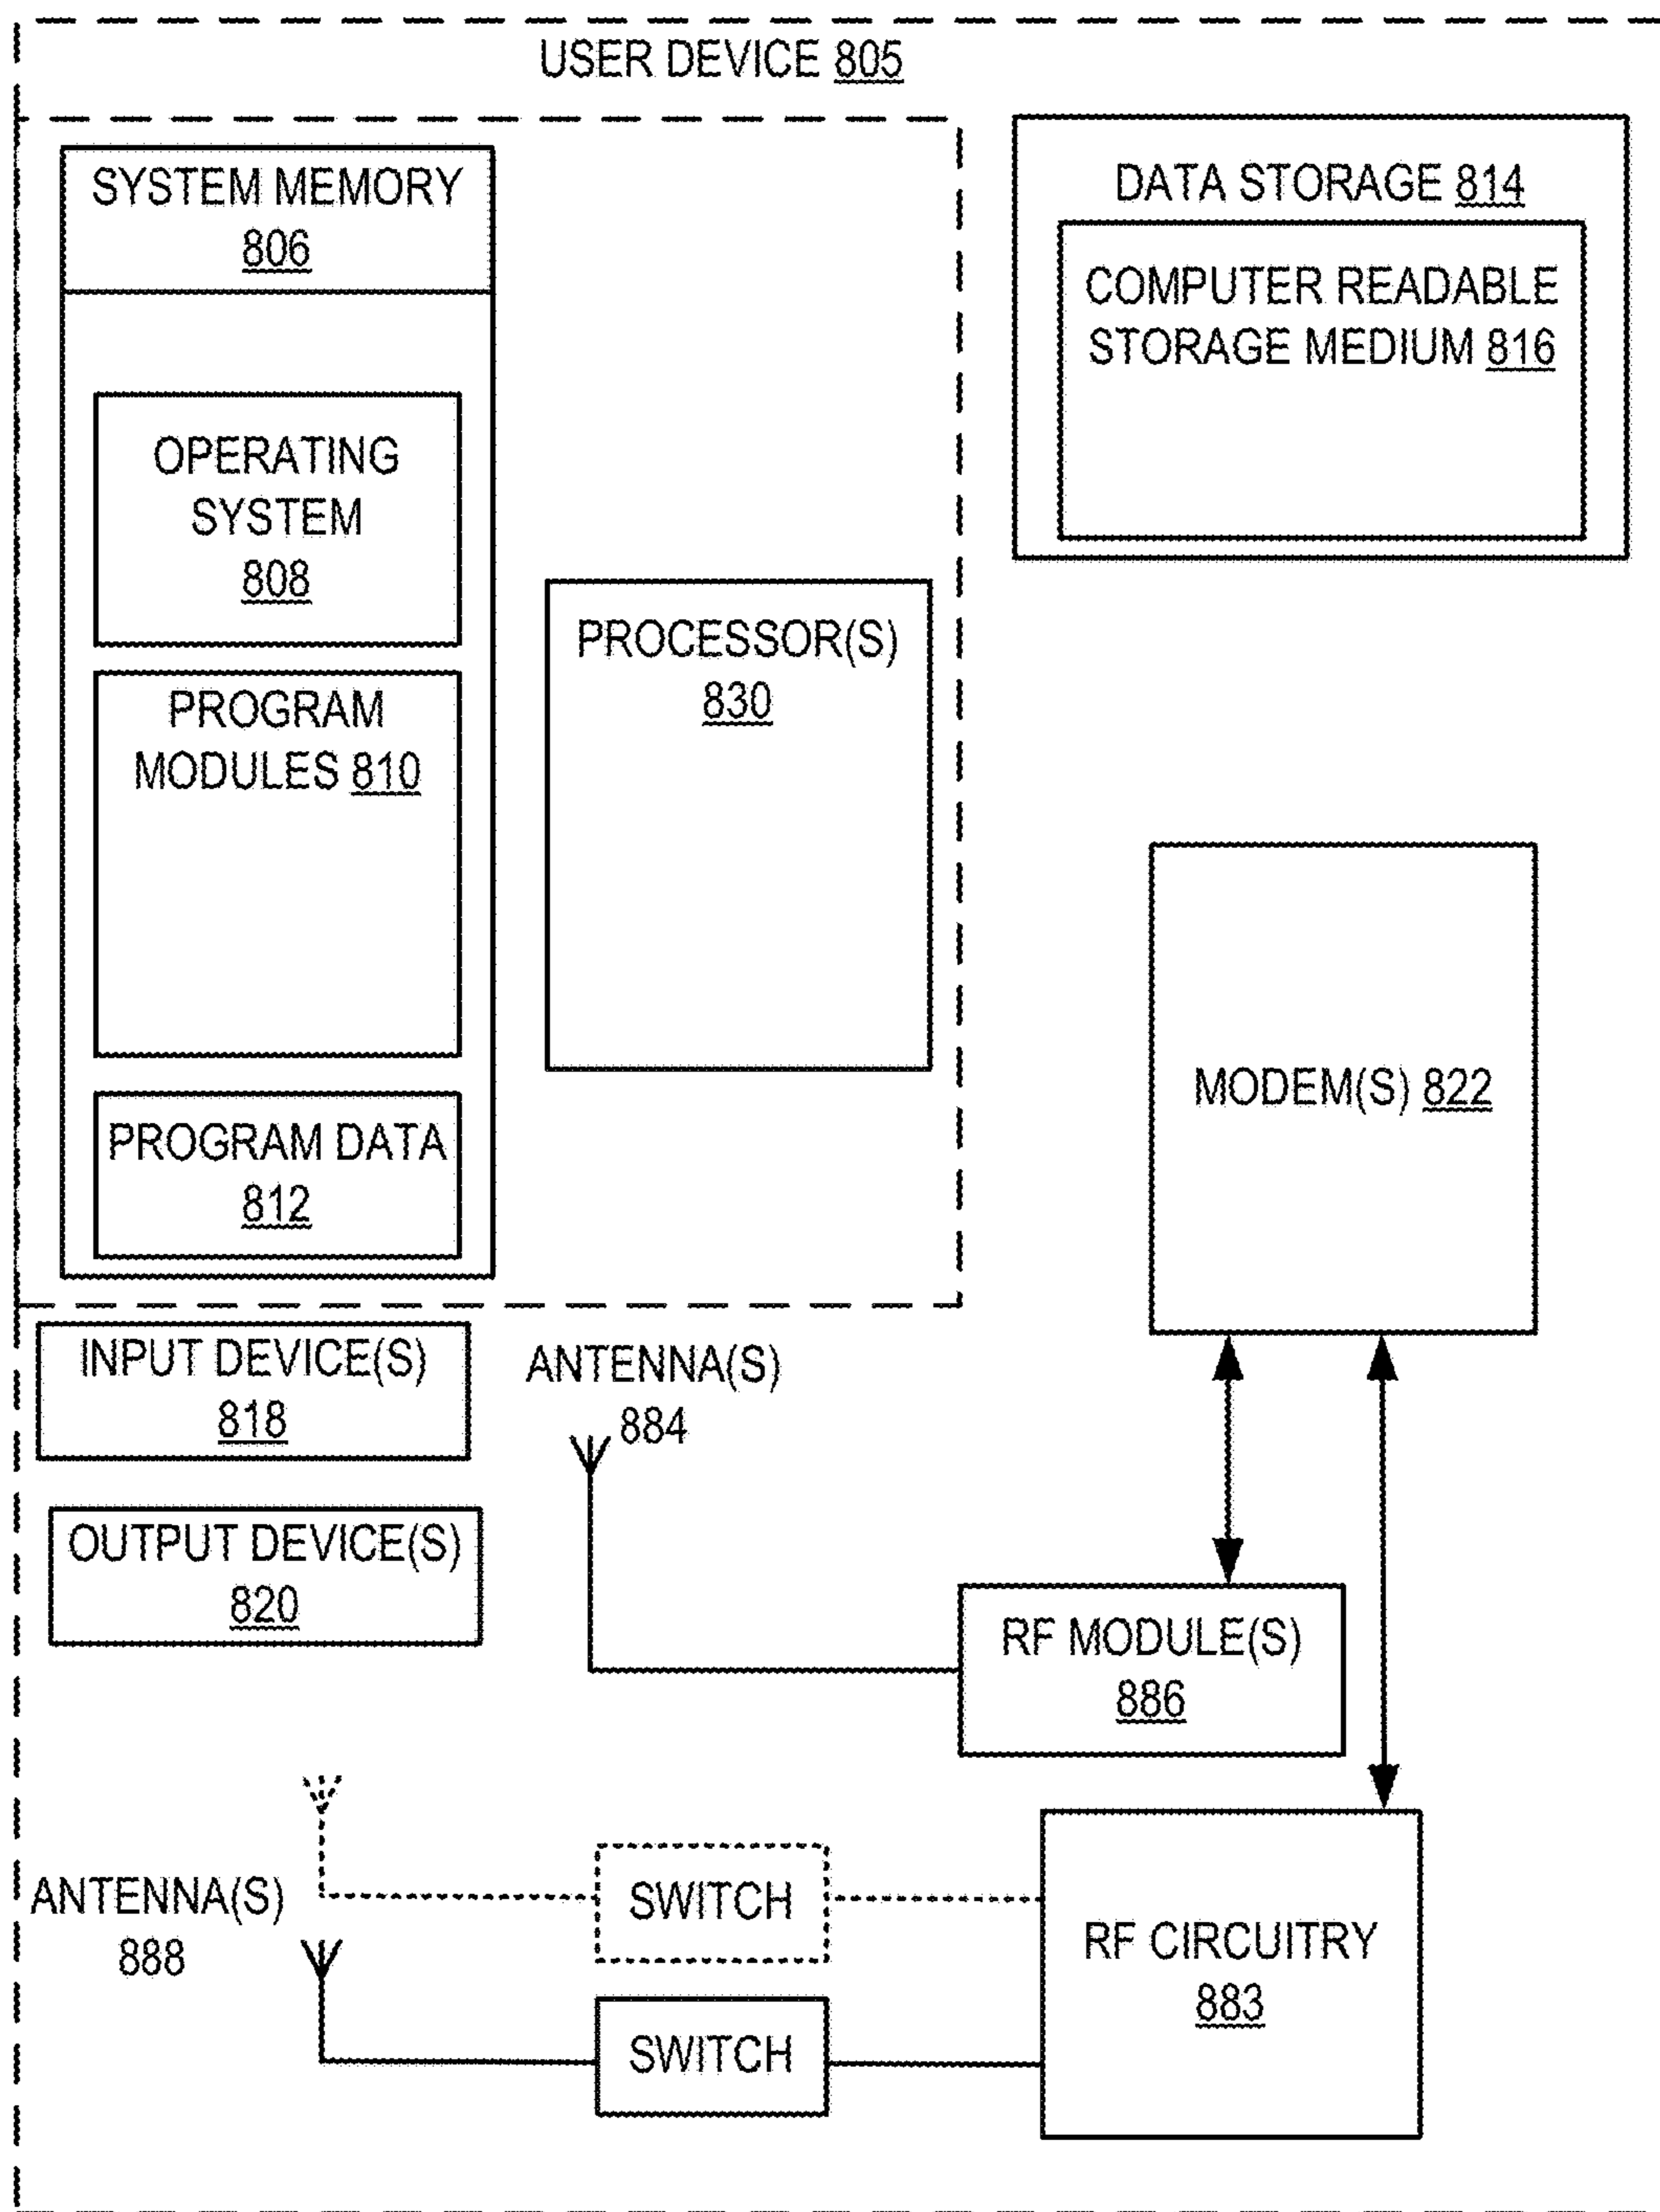 USER DEVICE 805
SYSTEM MEMORY
806
OPERATING
SYSTEM
808
PROGRAM
MODULES 810
PROGRAM DATA
812
PROCESSOR(S)
830
DATA STORAGE 814
COMPUTER READABLE
STORAGE MEDIUM 816
MODEM(S) 822
INPUT DEVICE(S)
818
OUTPUT DEVICE(S)
820
ANTENNA(S)
884
RF MODULE(S)
886
ANTENNA(S)
888
SWITCH
SWITCH
RF CIRCUITRY
883